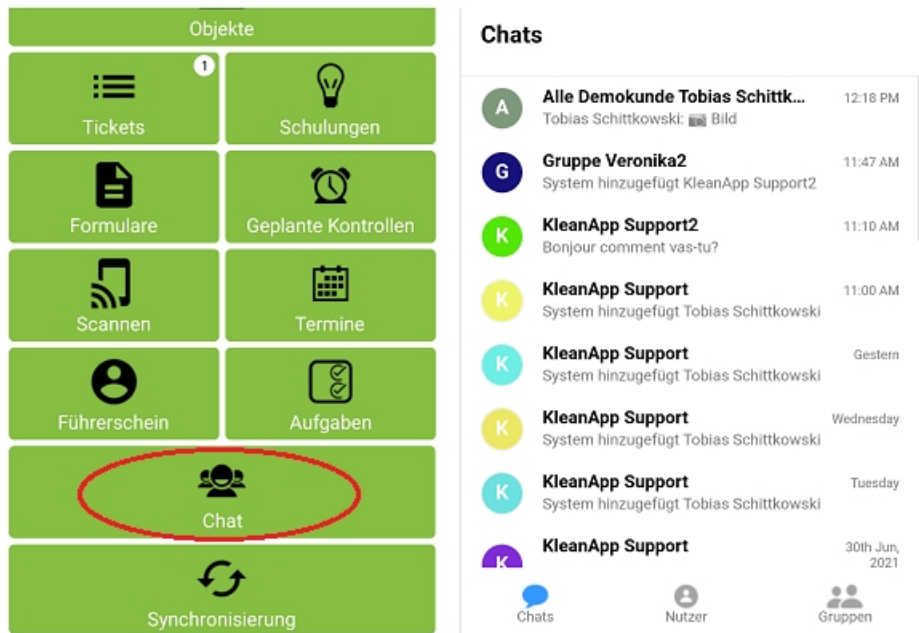 Objekte
1
Tickets
Schulungen
Formulare
Geplante Kontrollen
Scannen
Termine
Führerschein
Aufgaben
Chat
Synchronisierung
Chats
A
Alle Demokunde Tobias Schittk...
12:18 PM
Tobias Schittkowski: 📷 Bild
G
Gruppe Veronika2
11:47 AM
System hinzugefügt KleanApp Support2
K
KleanApp Support2
11:10 AM
Bonjour comment vas-tu?
K
KleanApp Support
11:00 AM
System hinzugefügt Tobias Schittkowski
K
KleanApp Support
Gestern
System hinzugefügt Tobias Schittkowski
K
KleanApp Support
Wednesday
System hinzugefügt Tobias Schittkowski
K
KleanApp Support
Tuesday
System hinzugefügt Tobias Schittkowski
K
KleanApp Support
30th Jun,
2021
Chats
Nutzer
Gruppen